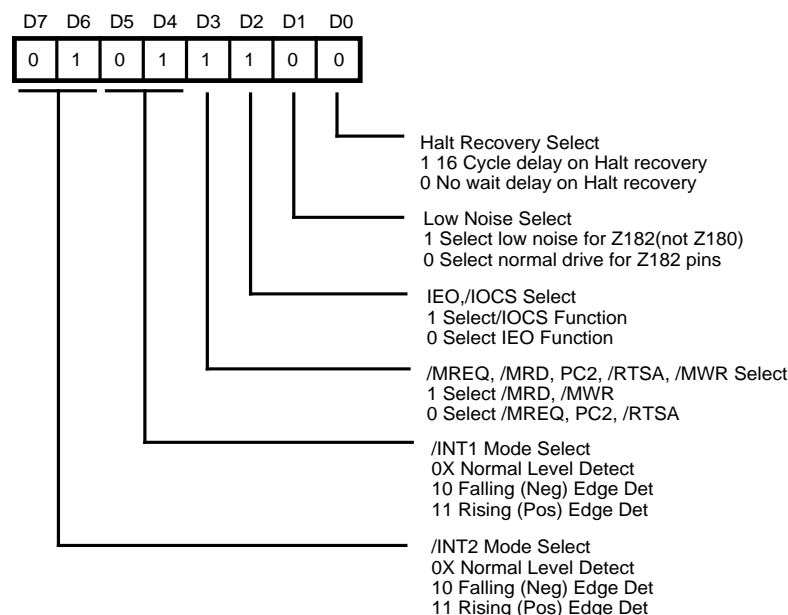 D7 D6 D5 D4 D3 D2 D1 D0
0 1 0 1 1 1 0 0
Halt Recovery Select
1 16 Cycle delay on Halt recovery
0 No wait delay on Halt recovery
Low Noise Select
1 Select low noise for Z182(not Z180)
0 Select normal drive for Z182 pins
IEO,/IOCS Select
1 Select/IOCS Function
0 Select IEO Function
/MREQ, /MRD, PC2, /RTSA, /MWR Select
1 Select /MRD, /MWR
0 Select /MREQ, PC2, /RTSA
/INT1 Mode Select
0X Normal Level Detect
10 Falling (Neg) Edge Det
11 Rising (Pos) Edge Det
/INT2 Mode Select
0X Normal Level Detect
10 Falling (Neg) Edge Det
11 Rising (Pos) Edge Det